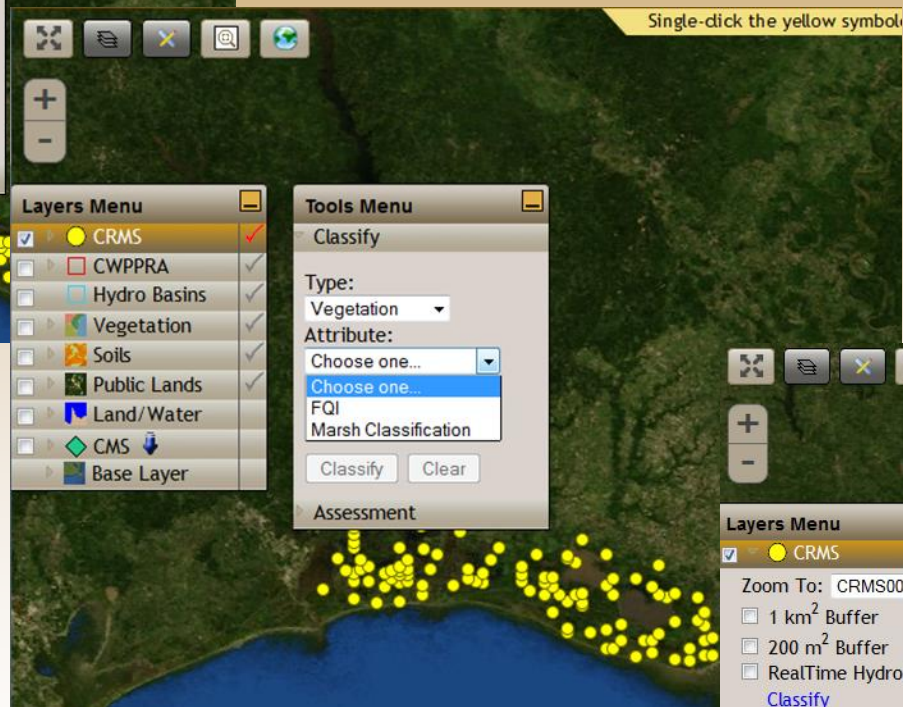 Single-click the yellow symbol
+
-
Layers Menu
CRMS
CWPPRA
Hydro Basins
Vegetation
Soils
Public Lands
Land/Water
CMS
Base Layer
Tools Menu
Classify
Type:
Vegetation
Attribute:
Choose one...
Choose one...
FQI
Marsh Classification
Classify Clear
Assessment
+
-
Layers Menu
CRMS
Zoom To: CRMS00
1 km² Buffer
200 m² Buffer
RealTime Hydro
Classify